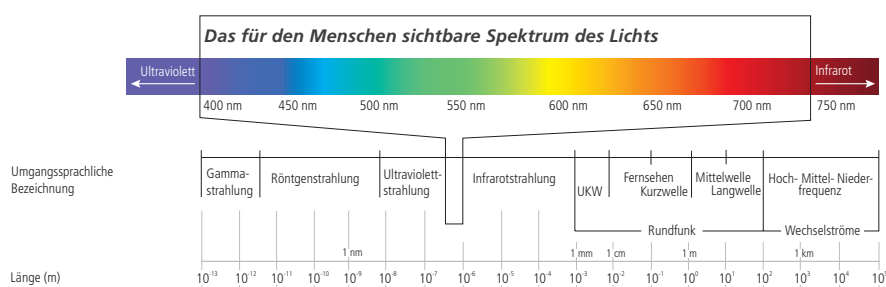 Das für den Menschen sichtbare Spektrum des Lichts
Ultraviolett
Infrarot
400 nm 450 nm 500 nm 550 nm 600 nm 650 nm 700 nm 750 nm
Umgangssprachliche
Bezeichnung
Gamma-
strahlung
Röntgenstrahlung
Ultraviolett-
strahlung
Infrarotstrahlung
UKW
Fernsehen
Kurzwelle
Mittelwelle
Langwelle
Hoch- Mittel- Nieder-
frequenz
Rundfunk Wechselströme
1 nm 1 mm 1 cm 1 m 1 km
Länge (m) 10⁻¹³ 10⁻¹² 10⁻¹¹ 10⁻¹⁰ 10⁻⁹ 10⁻⁸ 10⁻⁷ 10⁻⁶ 10⁻⁵ 10⁻⁴ 10⁻³ 10⁻² 10⁻¹ 10⁰ 10¹ 10² 10³ 10⁴ 10⁵